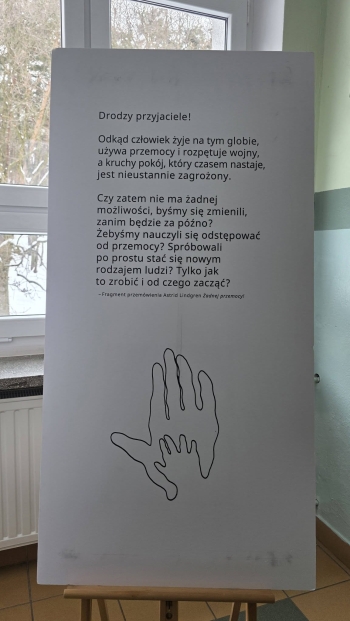 Drodzy przyjaciele!
Odkąd człowiek żyje na tym globie,
używa przemocy i rozpętuje wojny,
a kruchy pokój, który czasem nastaje,
jest nieustannie zagrożony.
Czy zatem nie ma żadnej
możliwości, byśmy się zmienili,
zanim będzie za późno?
Żebyśmy nauczyli się odstępować
od przemocy? Spróbowali
po prostu stać się nowym
rodzajem ludzi? Tylko jak
to zrobić i od czego zacząć?
–Fragment przemówienia Astrid Lindgren Żadnej przemocy!